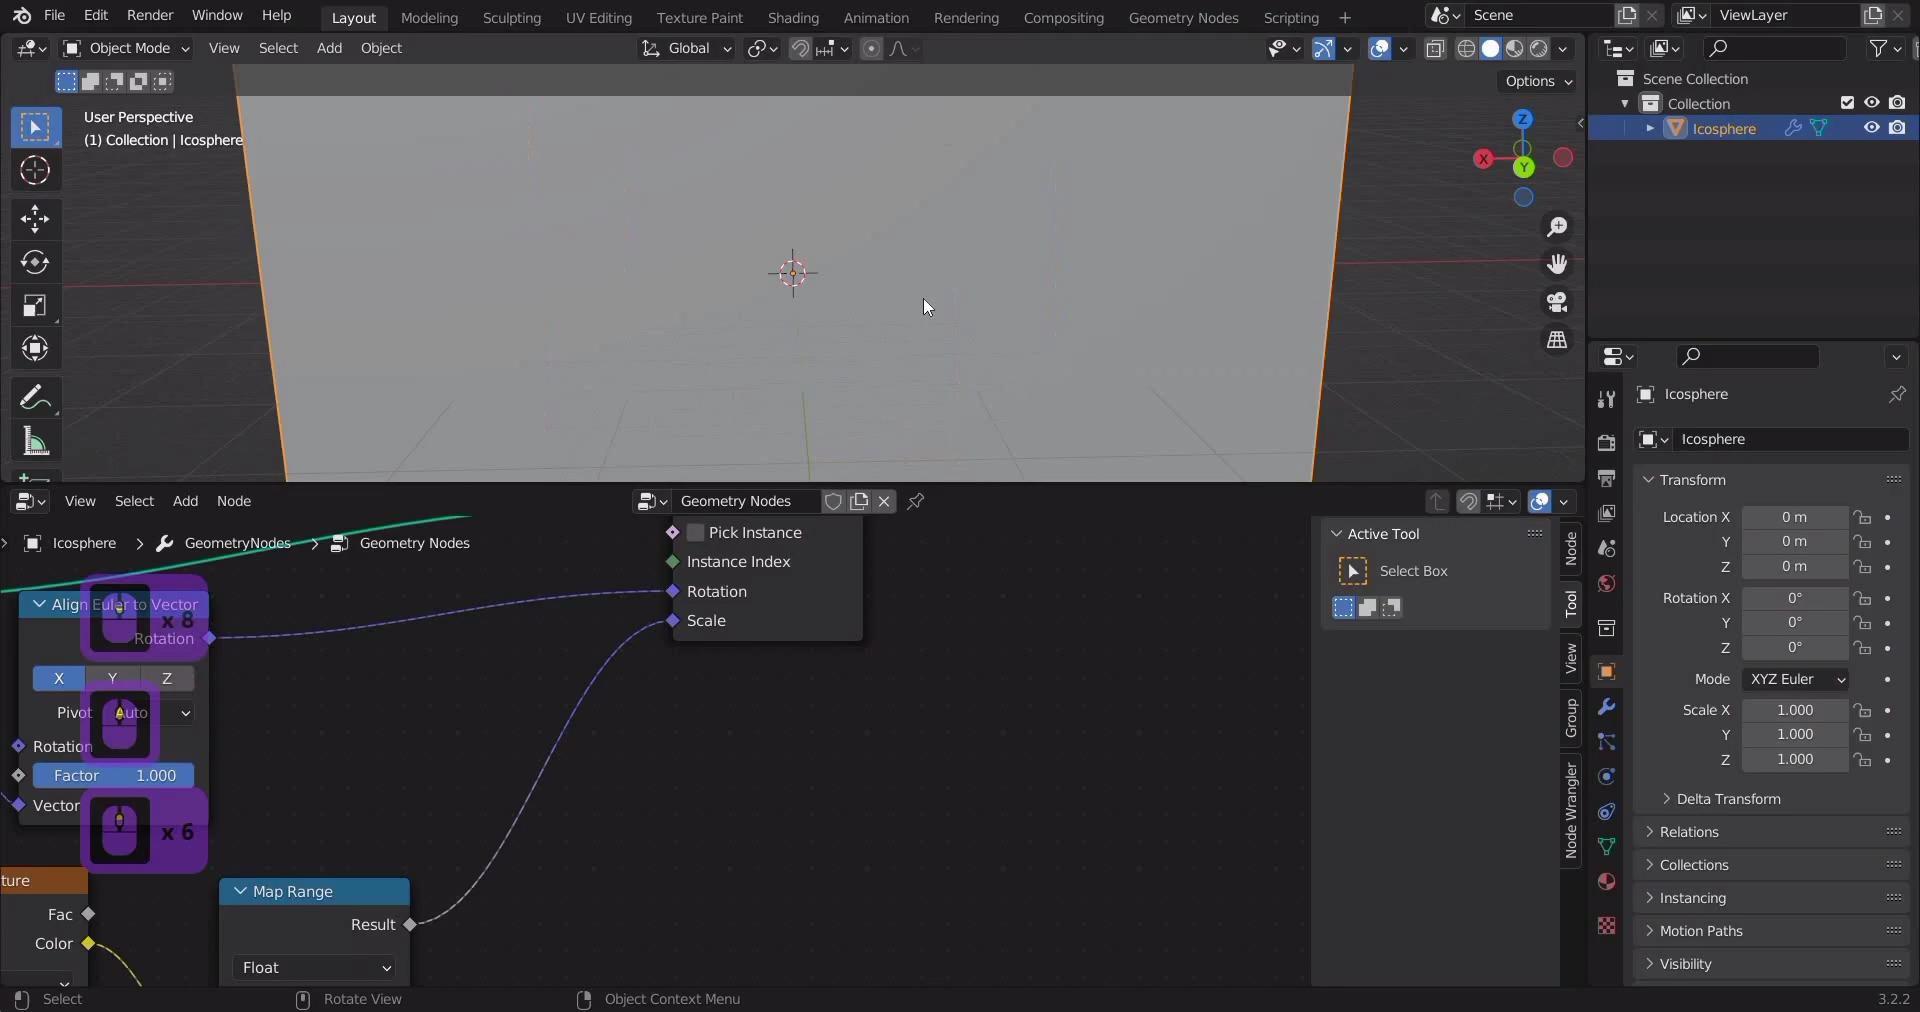 File Edit Render Window Help Layout Modeling Sculpting UV Editing Texture Paint Shading Animation Rendering Compositing Geometry Nodes Scripting + Scene ViewLayer
Object Mode View Select Add Object Global
Options
User Perspective
(1) Collection | Icosphere
Z
X
Y
Scene Collection
Collection
Icosphere
Icosphere
Icosphere
Transform
Location X 0 m
Y 0 m
Z 0 m
Rotation X 0°
Y 0°
Z 0°
Mode XYZ Euler
Scale X 1.000
Y 1.000
Z 1.000
Delta Transform
Relations
Collections
Instancing
Motion Paths
Visibility
View Select Add Node Geometry Nodes
Icosphere > GeometryNodes > Geometry Nodes
Pick Instance
Instance Index
Rotation
Scale
Align Euler to Vector
x 8
Rotation
X Y Z
Pivot Auto
Rotation
Factor 1.000
Vector
x 6
ture
Fac
Color
Map Range
Result
Float
Active Tool
Select Box
Node
Tool
View
Group
Node Wrangler
Select Rotate View Object Context Menu 3.2.2